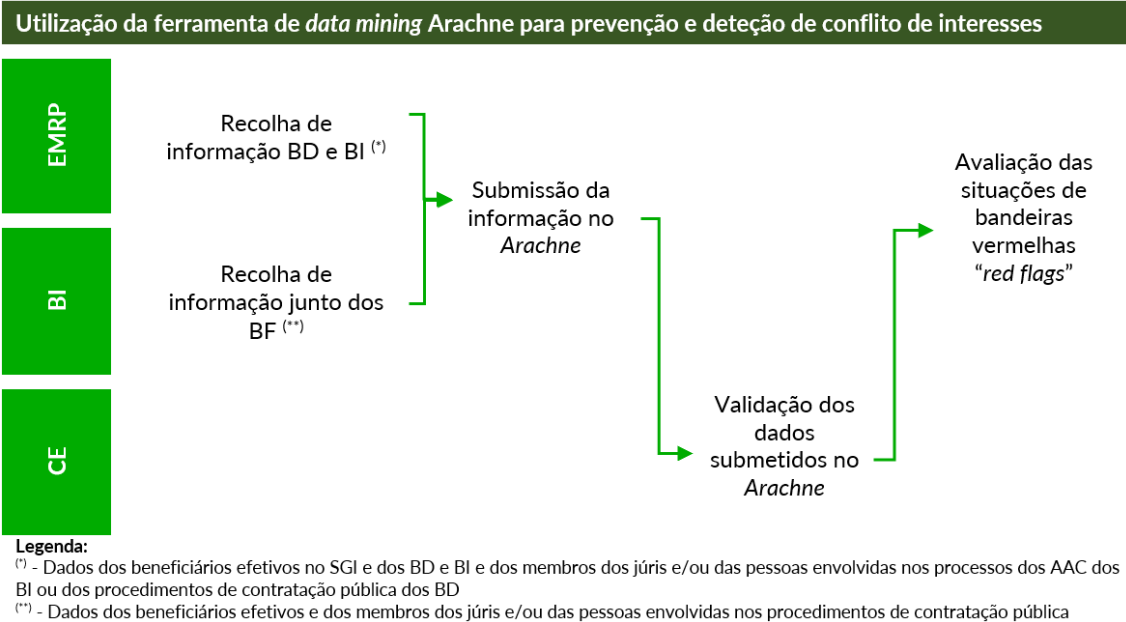 Utilização da ferramenta de data mining Arachne para prevenção e deteção de conflito de interesses
EMRP
Recolha de
informação BD e BI (*)
Submissão da
informação no
Arachne
Avaliação das
situações de
bandeiras
vermelhas
“red flags”
BI
Recolha de
informação junto dos
BF (**)
CE
Validação dos
dados
submetidos no
Arachne
Legenda:
(*) - Dados dos beneficiários efetivos no SGI e dos BD e BI e dos membros dos júris e/ou das pessoas envolvidas nos processos dos AAC dos
BI ou dos procedimentos de contratação pública dos BD
(**) - Dados dos beneficiários efetivos e dos membros dos júris e/ou das pessoas envolvidas nos procedimentos de contratação pública